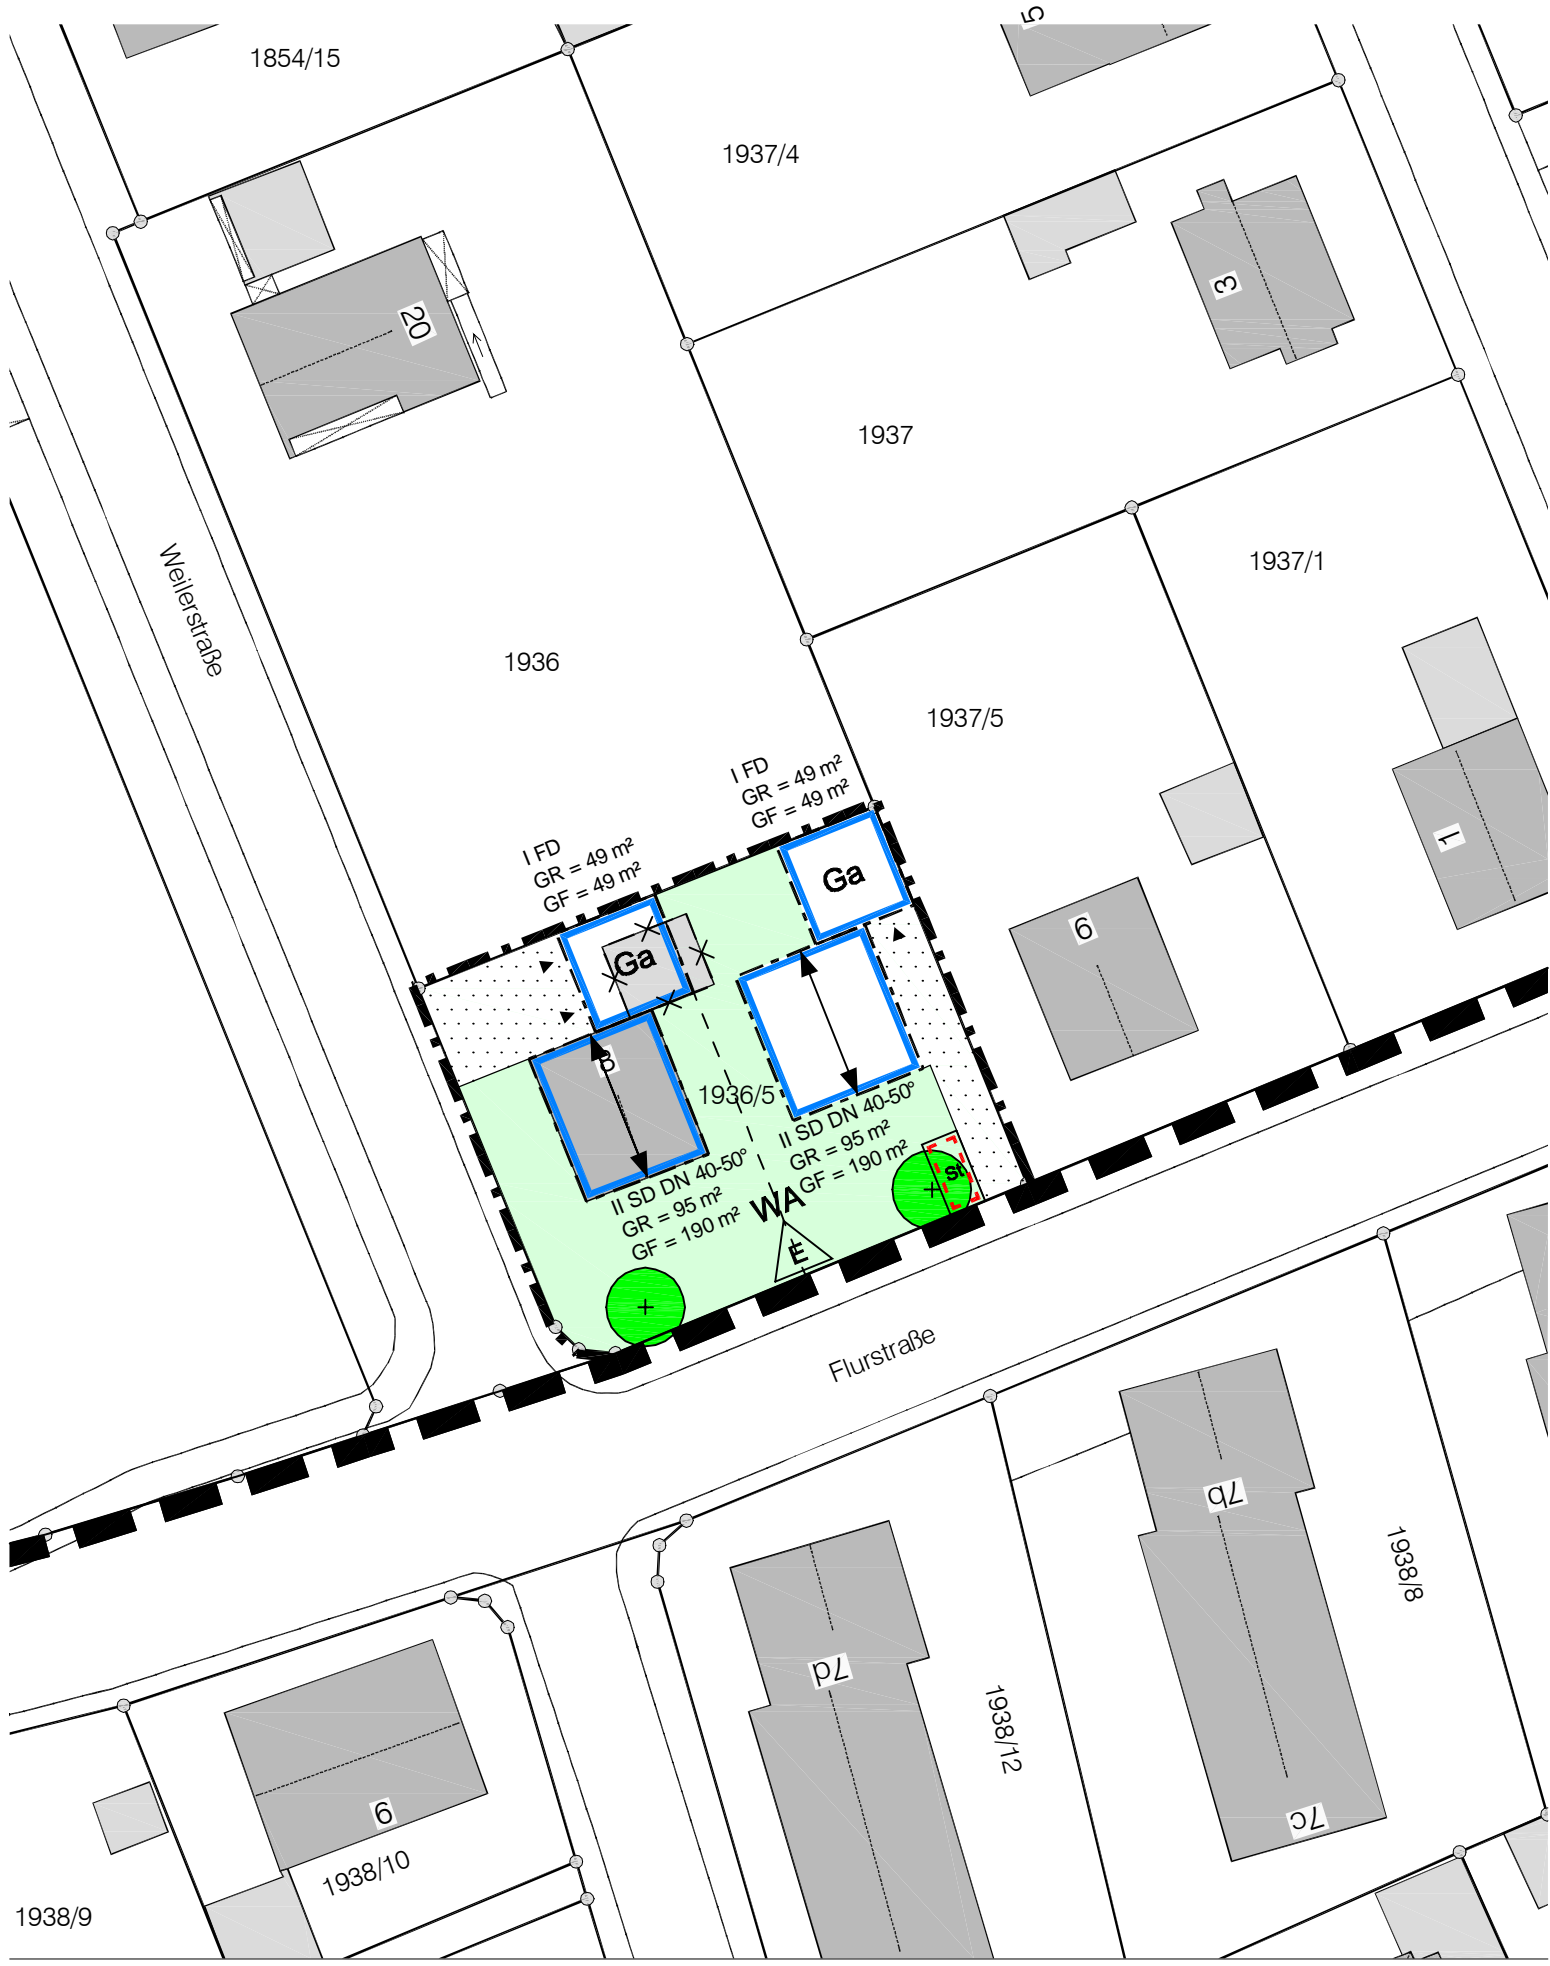 5
1854/15
1937/4
3
20
1937
1937/1
Weilerstraße
1936
1937/5
I FD
GR = 49 m²
GF = 49 m²
I FD
GR = 49 m²
GF = 49 m²
1
Ga
6
Ga
8
1936/5
II SD DN 40-50°
GR = 95 m²
GF = 190 m²
II SD DN 40-50°
GR = 95 m²
GF = 190 m²
St
WA
E
Flurstraße
7b
1938/8
7d
1938/12
6
7c
1938/10
1938/9